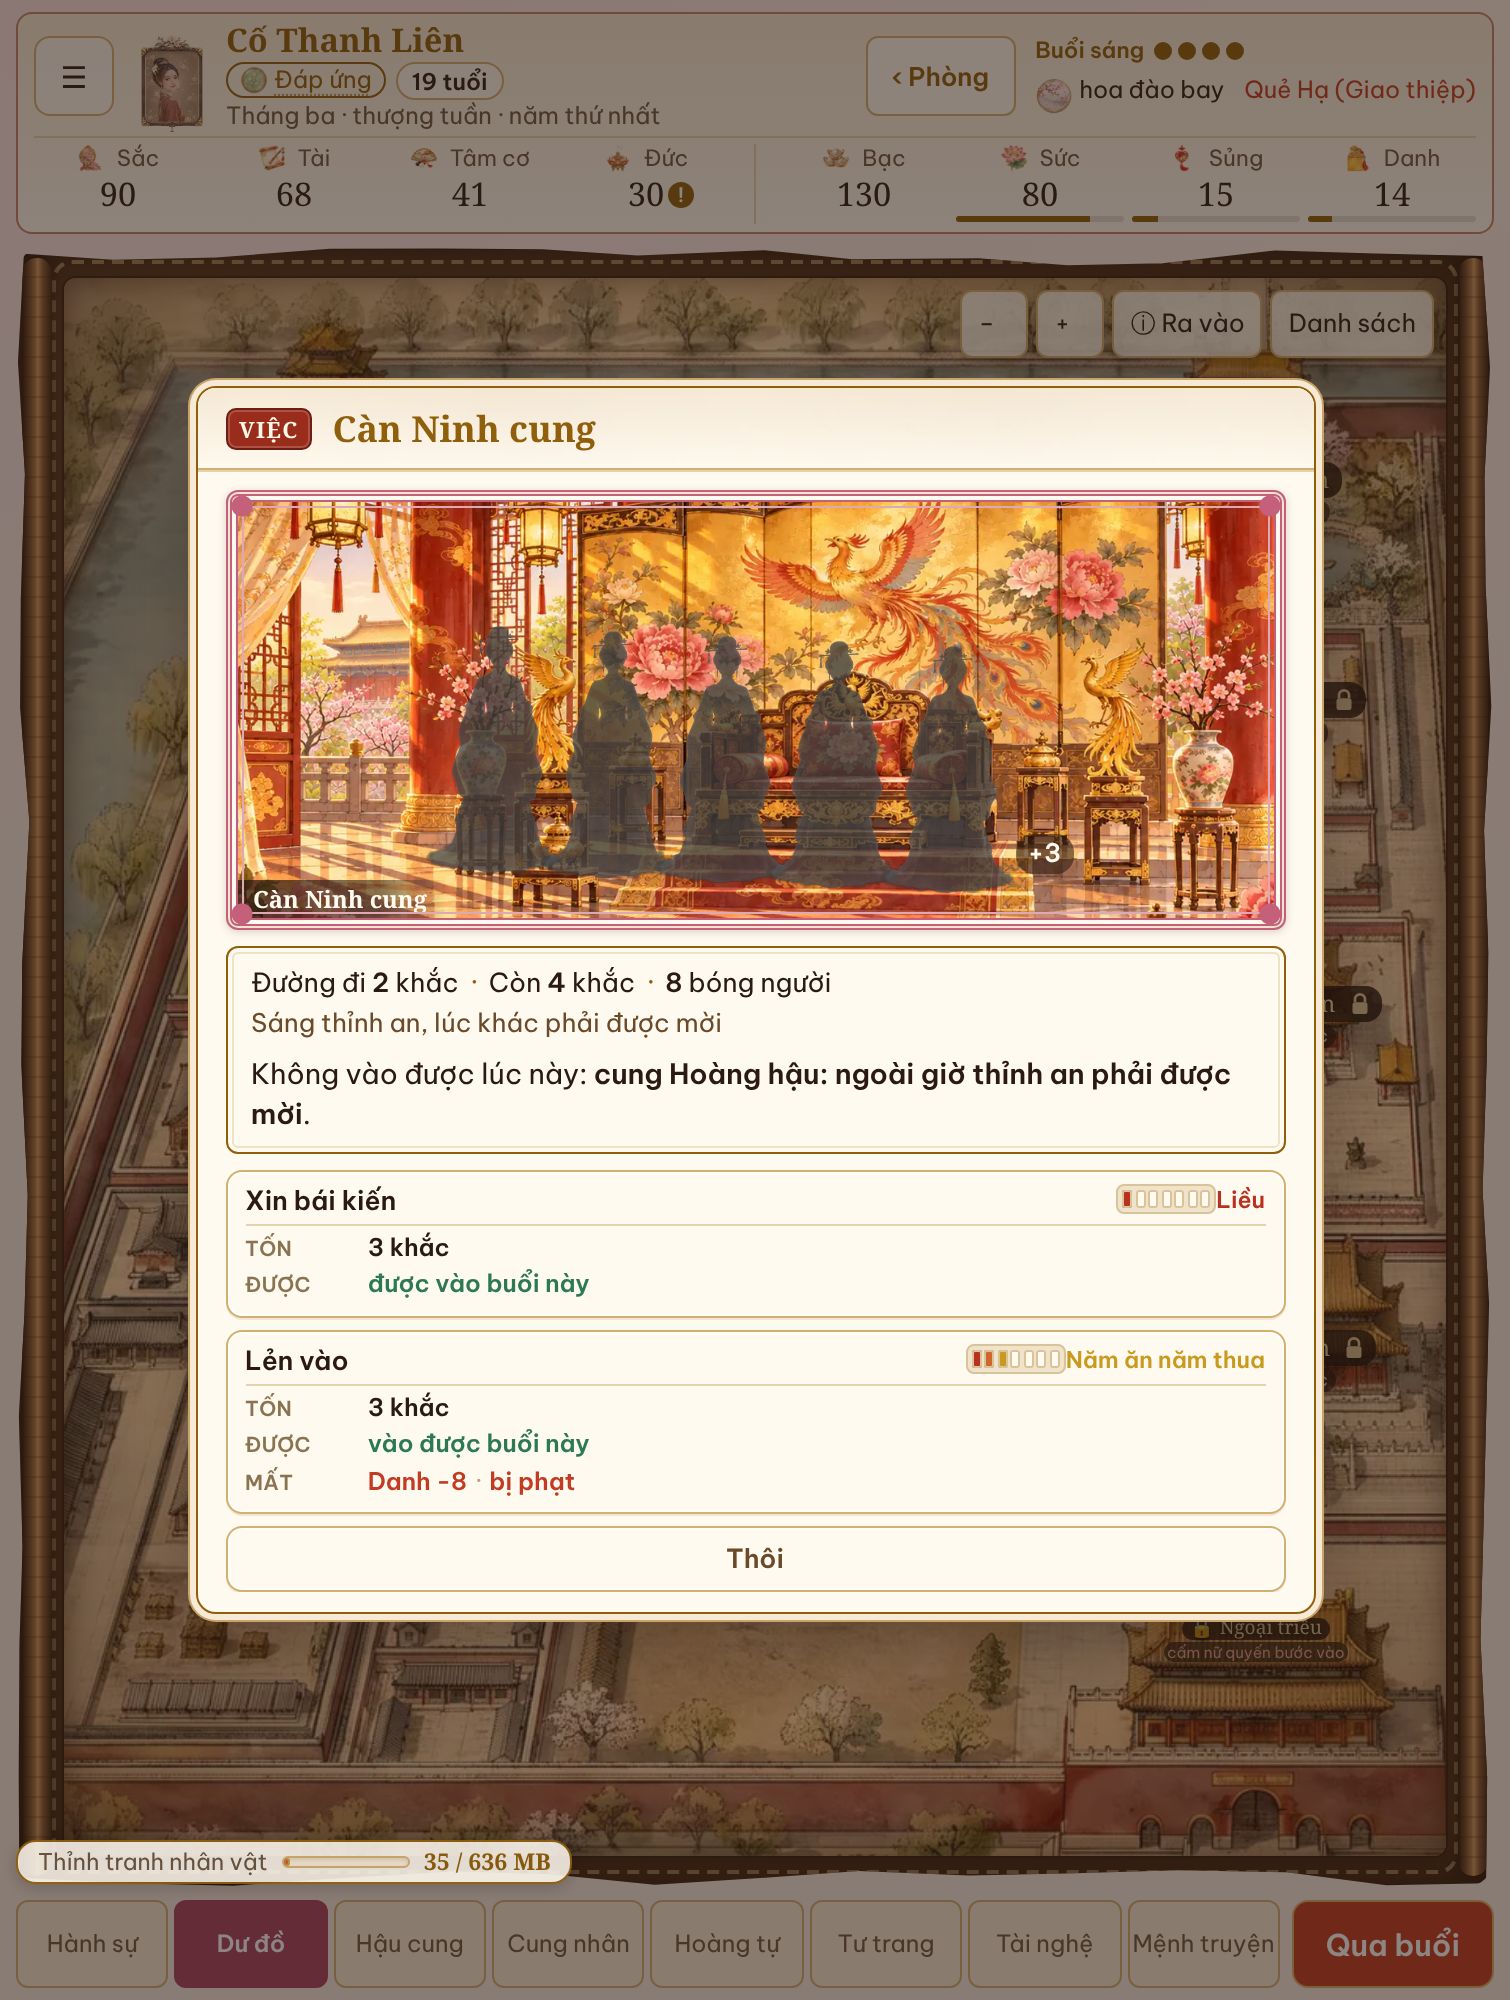 ☰
Cố Thanh Liên
Đáp ứng
19 tuổi
Tháng ba · thượng tuần · năm thứ nhất
‹ Phòng
Buổi sáng
hoa đào bay
Quẻ Hạ (Giao thiệp)
Sắc
90
Tài
68
Tâm cơ
41
Đức
30 !
Bạc
130
Sức
80
Sủng
15
Danh
14
−
+
ⓘ Ra vào
Danh sách
VIỆC
Càn Ninh cung
+3
Càn Ninh cung
Đường đi 2 khắc · Còn 4 khắc · 8 bóng người
Sáng thỉnh an, lúc khác phải được mời
Không vào được lúc này: cung Hoàng hậu: ngoài giờ thỉnh an phải được
mời.
Xin bái kiến
Liều
TỐN 3 khắc
ĐƯỢC được vào buổi này
Lẻn vào
Năm ăn năm thua
TỐN 3 khắc
ĐƯỢC vào được buổi này
MẤT Danh -8 · bị phạt
Thôi
Ngoại triều
cấm nữ quyến bước vào
Thỉnh tranh nhân vật 35 / 636 MB
Hành sự
Dư đồ
Hậu cung
Cung nhân
Hoàng tự
Tư trang
Tài nghệ
Mệnh truyện
Qua buổi